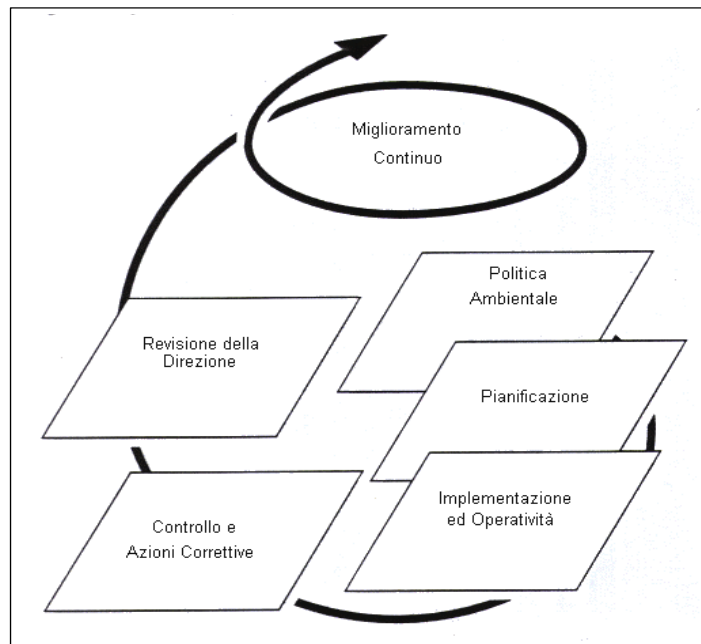 Miglioramento
Continuo
Politica
Ambientale
Pianificazione
Implementazione
ed Operatività
Controllo e
Azioni Correttive
Revisione della
Direzione